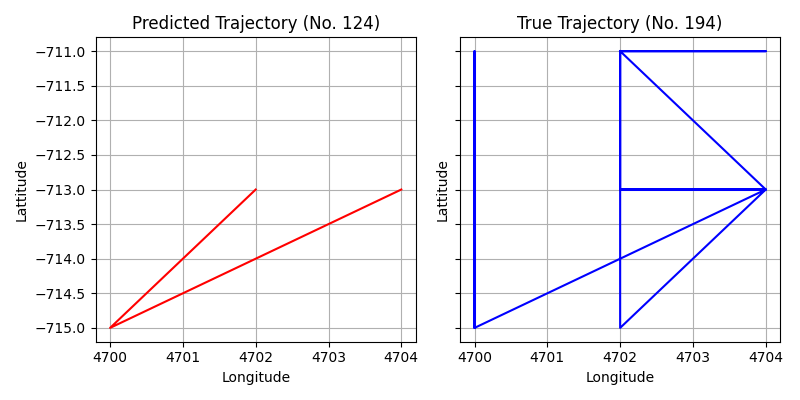 Predicted Trajectory (No. 124)
Lattitude
−711.0
−711.5
−712.0
−712.5
−713.0
−713.5
−714.0
−714.5
−715.0
4700 4701 4702 4703 4704
Longitude
True Trajectory (No. 194)
Lattitude
4700 4701 4702 4703 4704
Longitude